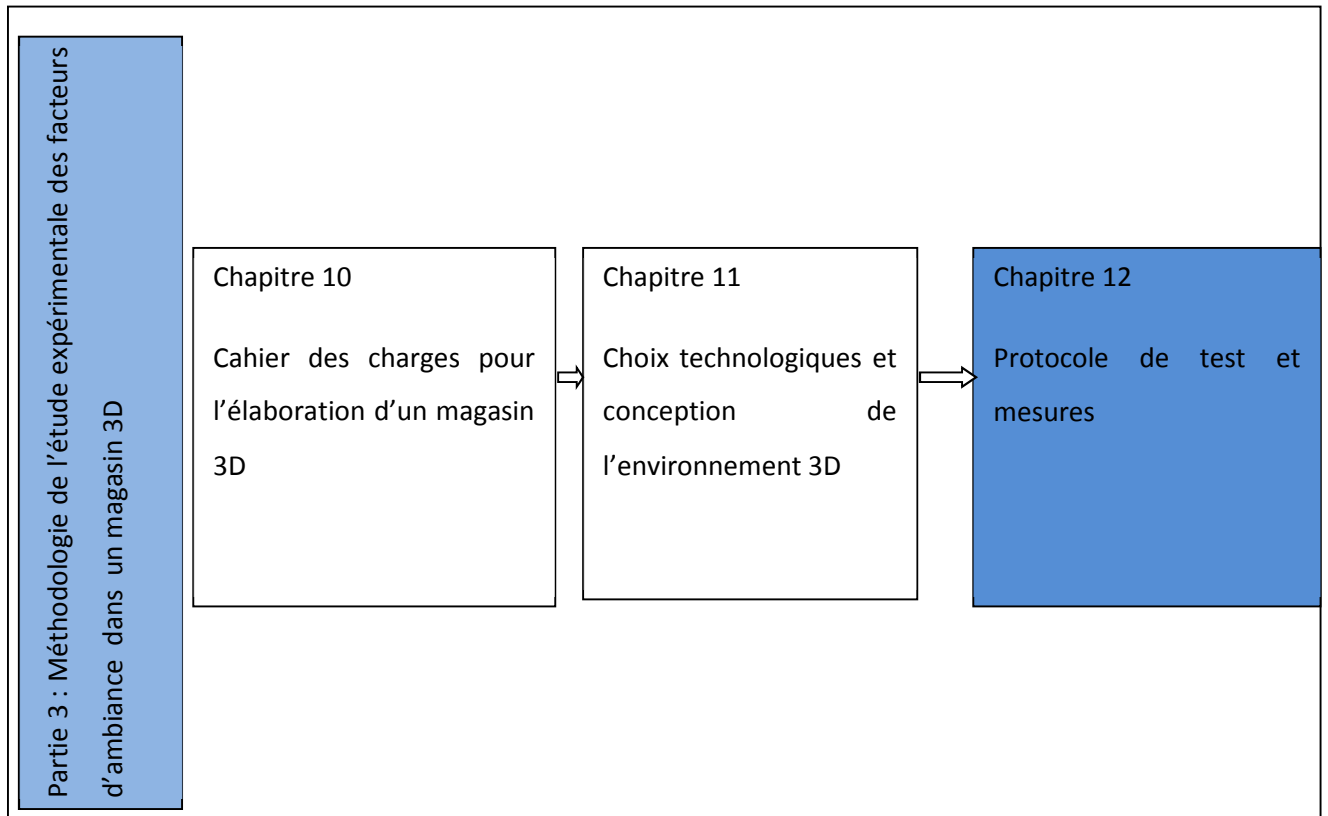 Partie 3 : Méthodologie de l'étude expérimentale des facteurs
d'ambiance dans un magasin 3D
Chapitre 10
Cahier des charges pour
l'élaboration d'un magasin
3D
Chapitre 11
Choix technologiques et
conception de
l'environnement 3D
Chapitre 12
Protocole de test et
mesures